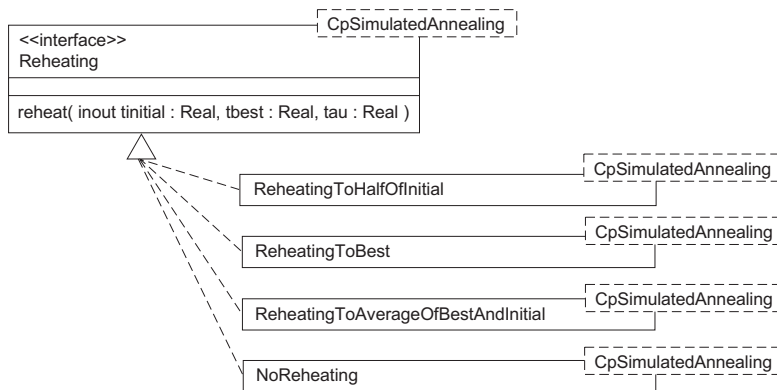 CpSimulatedAnnealing
<<interface>>
Reheating
reheat( inout tinitial : Real, tbest : Real, tau : Real )
CpSimulatedAnnealing
ReheatingToHalfOfInitial
CpSimulatedAnnealing
ReheatingToBest
CpSimulatedAnnealing
ReheatingToAverageOfBestAndInitial
CpSimulatedAnnealing
NoReheating